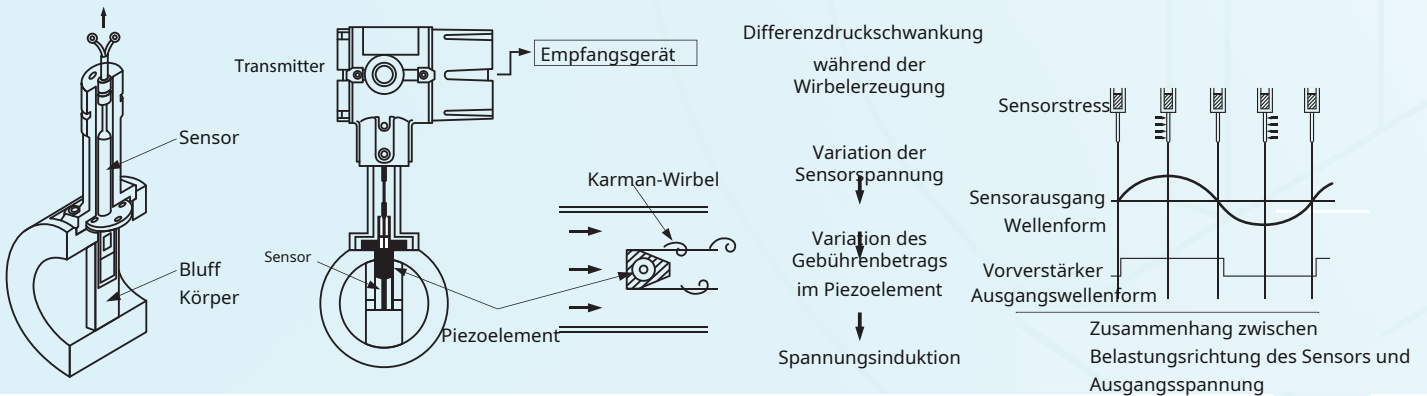 Sensor
Bluff
Körper
Transmitter
Empfangsgerät
Sensor
Piezoelement
Karman-Wirbel
Differenzdruckschwankung
während der
Wirbelerzeugung
Variation der
Sensorspannung
Variation des
Gebührenbetrags
im Piezoelement
Spannungsinduktion
Sensorstress
Sensorausgang
Wellenform
Vorverstärker
Ausgangswellenform
Zusammenhang zwischen
Belastungsrichtung des Sensors und
Ausgangsspannung